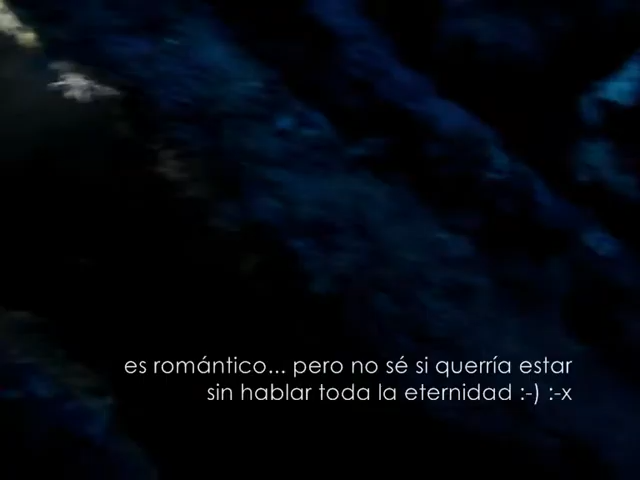 es romántico... pero no sé si querría estar
sin hablar toda la eternidad :-) :-x